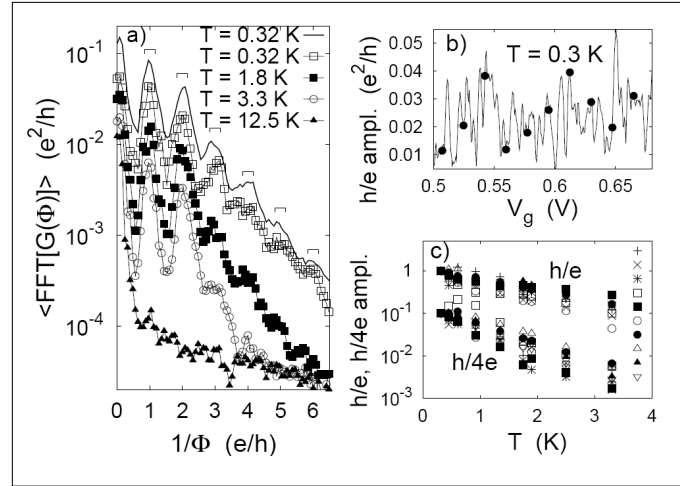 a)
T = 0.32 K
T = 0.32 K
T = 1.8 K
T = 3.3 K
T = 12.5 K
10⁻¹
10⁻²
10⁻³
10⁻⁴
<FFT[G(Φ)]> (e²/h)
0 1 2 3 4 5 6
1/Φ (e/h)
b)
T = 0.3 K
0.05
0.04
0.03
0.02
0.01
h/e ampl. (e²/h)
0.5 0.55 0.6 0.65
V_g (V)
c)
h/e
h/4e
1
10⁻¹
10⁻²
10⁻³
h/e, h/4e ampl.
0 1 2 3 4
T (K)